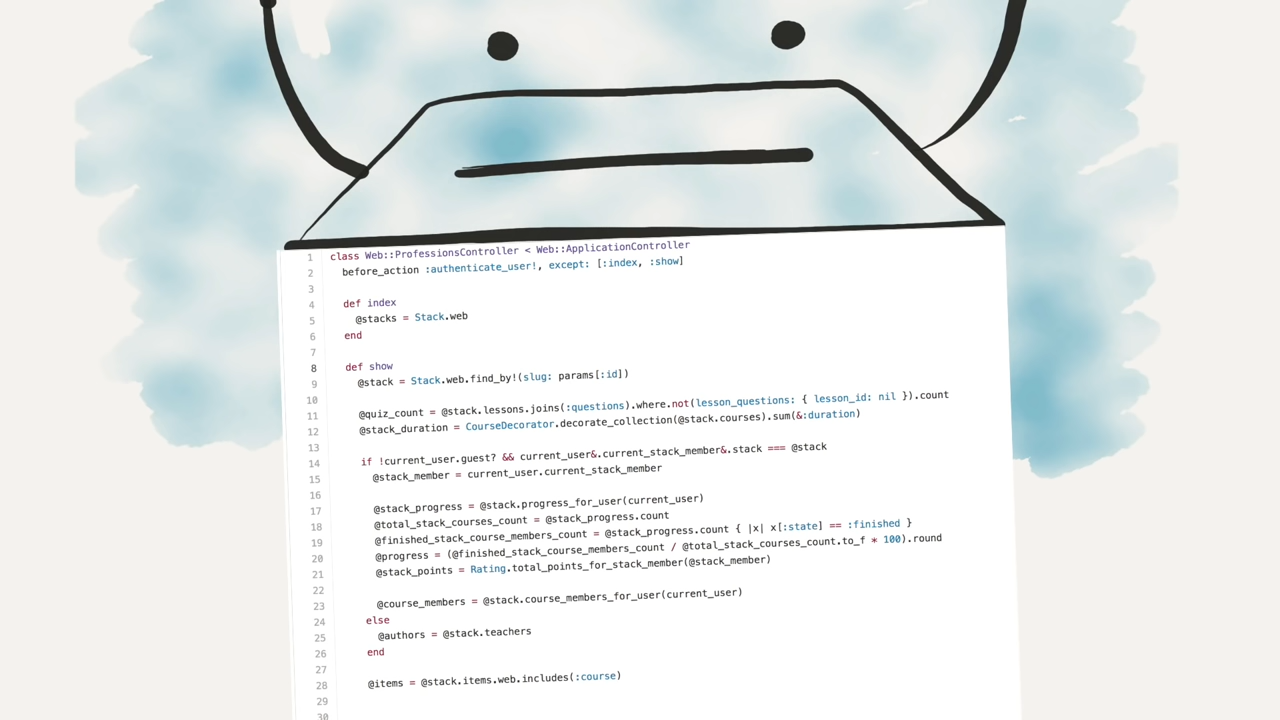 1 class Web::ProfessionsController < Web::ApplicationController
2 before_action :authenticate_user!, except: [:index, :show]
3
4 def index
5 @stacks = Stack.web
6 end
7
8 def show
9 @stack = Stack.web.find_by!(slug: params[:id])
10
11 @quiz_count = @stack.lessons.joins(:questions).where.not(lesson_questions: { lesson_id: nil }).count
12 @stack_duration = CourseDecorator.decorate_collection(@stack.courses).sum(&:duration)
13
14 if !current_user.guest? && current_user&.current_stack_member&.stack === @stack
15 @stack_member = current_user.current_stack_member
16
17 @stack_progress = @stack.progress_for_user(current_user)
18 @total_stack_courses_count = @stack_progress.count
19 @finished_stack_course_members_count = @stack_progress.count { |x| x[:state] == :finished }
20 @progress = (@finished_stack_course_members_count / @total_stack_courses_count.to_f * 100).round
21 @stack_points = Rating.total_points_for_stack_member(@stack_member)
22
23 @course_members = @stack.course_members_for_user(current_user)
24 else
25 @authors = @stack.teachers
26 end
27
28 @items = @stack.items.web.includes(:course)
29
30